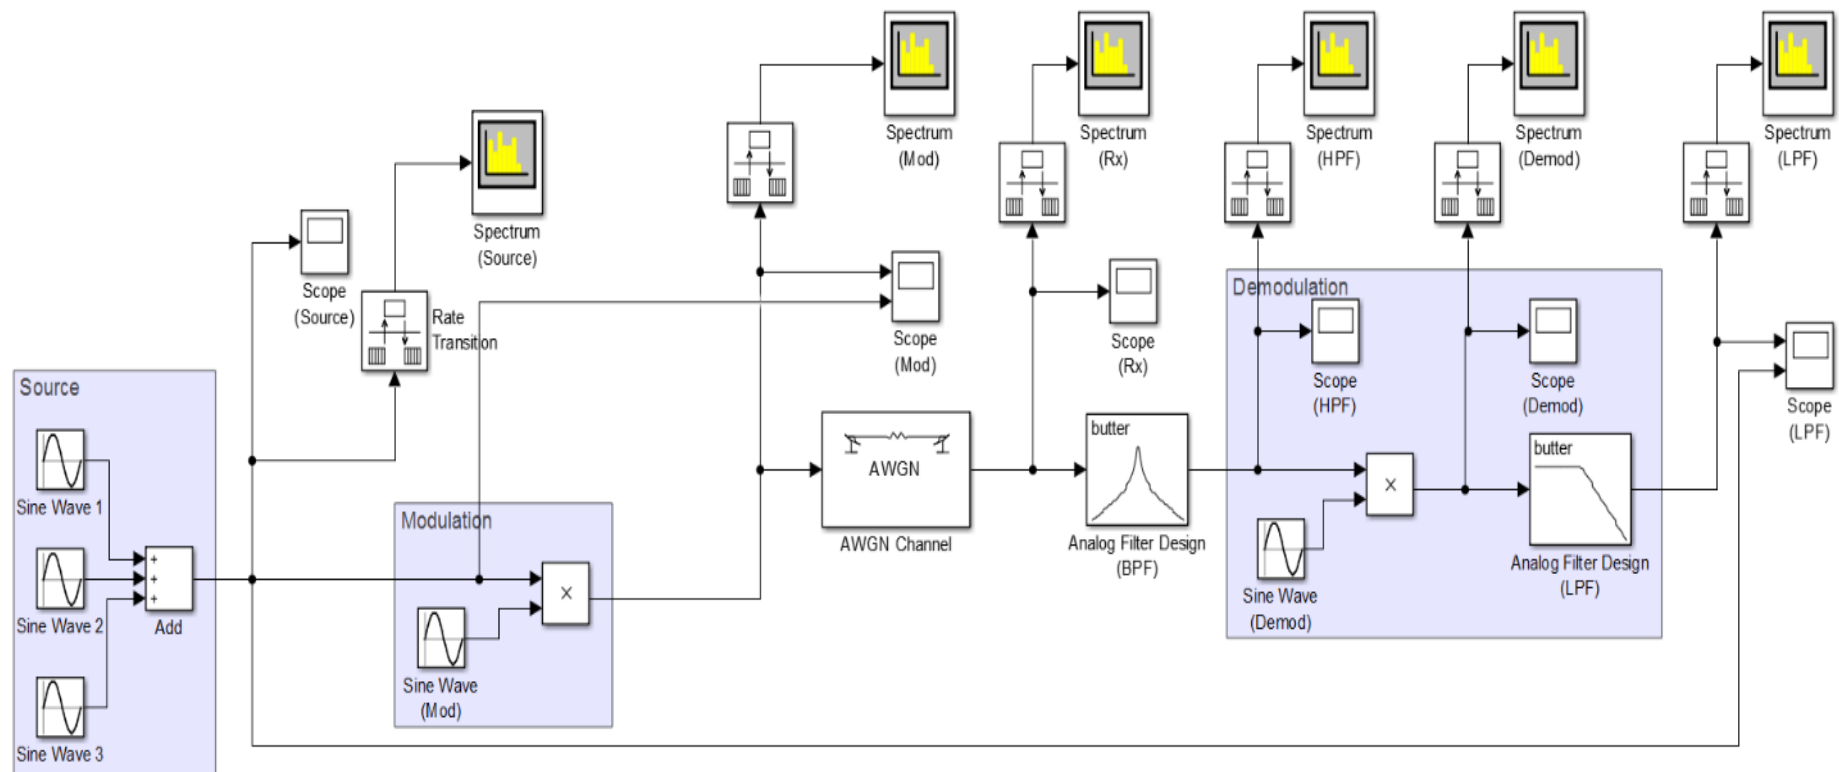 Spectrum
(Mod)
Spectrum
(Rx)
Spectrum
(HPF)
Spectrum
(Demod)
Spectrum
(LPF)
Spectrum
(Source)
Scope
(Source)
Rate
Transition
Scope
(Mod)
Scope
(Rx)
Demodulation
Scope
(HPF)
Scope
(Demod)
Scope
(LPF)
Source
Sine Wave 1
Sine Wave 2
Sine Wave 3
+
+
+
Add
Modulation
×
Sine Wave
(Mod)
AWGN
AWGN Channel
butter
Analog Filter Design
(BPF)
×
Sine Wave
(Demod)
butter
Analog Filter Design
(LPF)